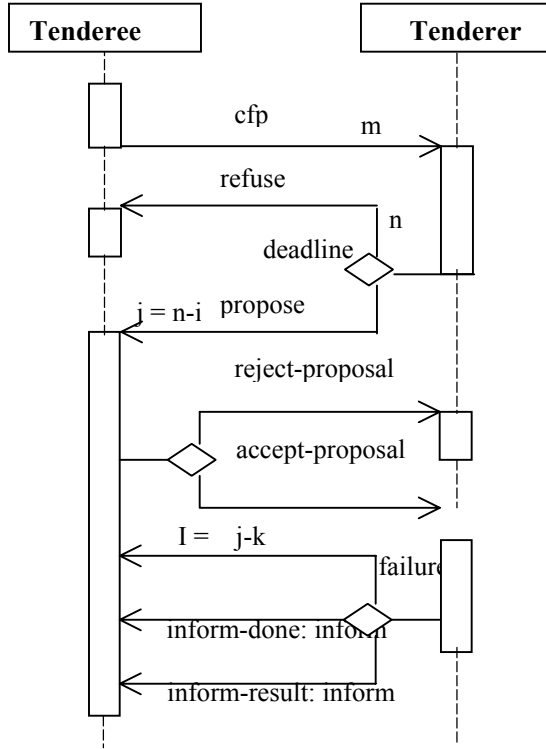 Tenderee Tenderer
cfp
m
refuse
n
deadline
j = n-i propose
reject-proposal
accept-proposal
I = j-k
failure
inform-done: inform
inform-result: inform